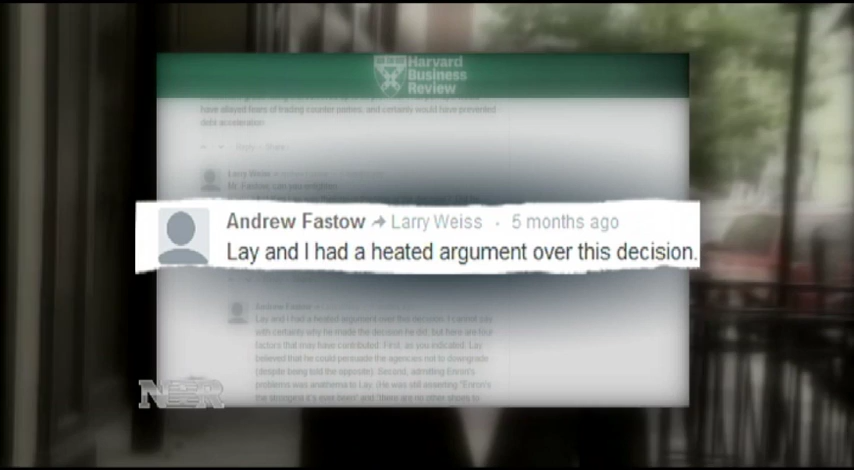 Harvard
Business
Review
have allayed fears of trading counter parties, and certainly would have prevented
debt acceleration
Reply Share
Mr. Fastow, can you enlighten
Andrew Fastow Larry Weiss · 5 months ago
Lay and I had a heated argument over this decision.
Andrew Fastow
Lay and I had a heated argument over this decision. I cannot say
with certainty why he made the decision he did, but here are four
factors that may have contributed. First, as you indicated, Lay
believed that he could persuade the agencies not to downgrade
(despite being told the opposite). Second, admitting Enron's
problems was anathema to Lay. (He was still asserting "Enron's
the strongest it's ever been" and "there are no other shoes to
NBR